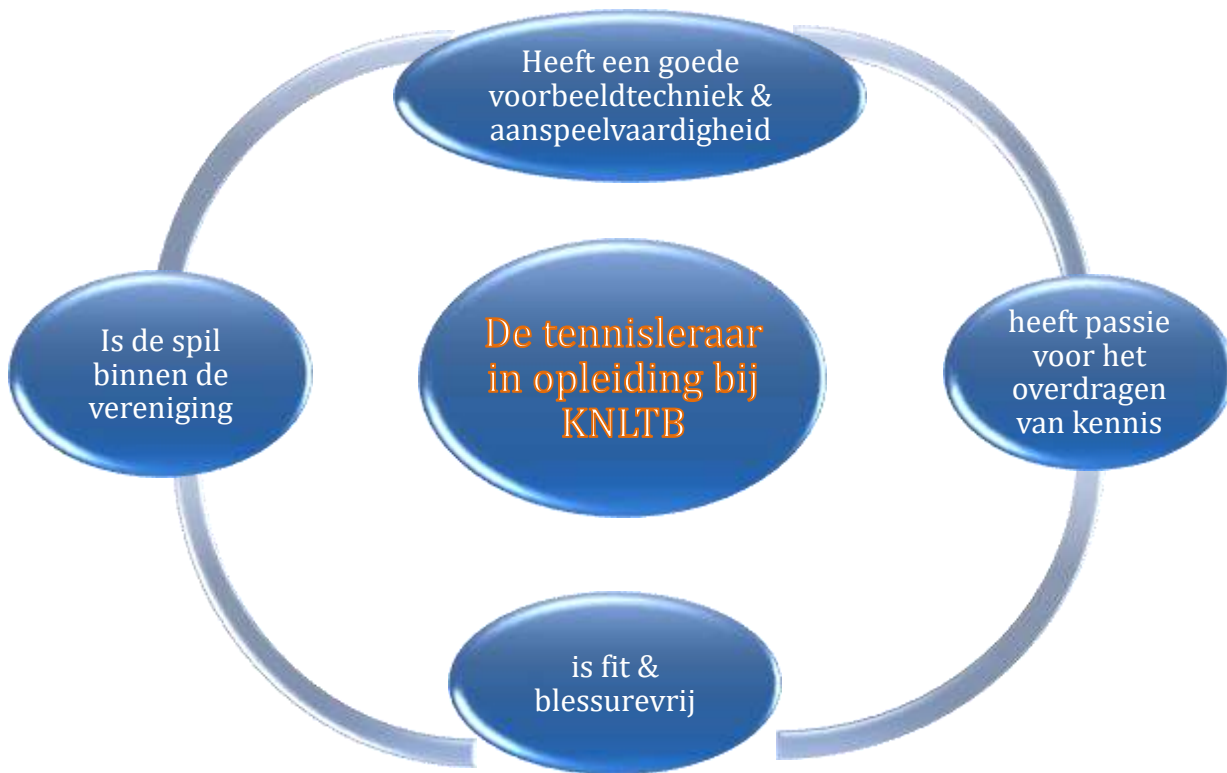 Heeft een goede
voorbeeldtechniek &
aanspeelvaardigheid
Is de spil
binnen de
vereniging
De tennisleraar
in opleiding bij
KNLTB
heeft passie
voor het
overdragen
van kennis
is fit &
blessurevrij